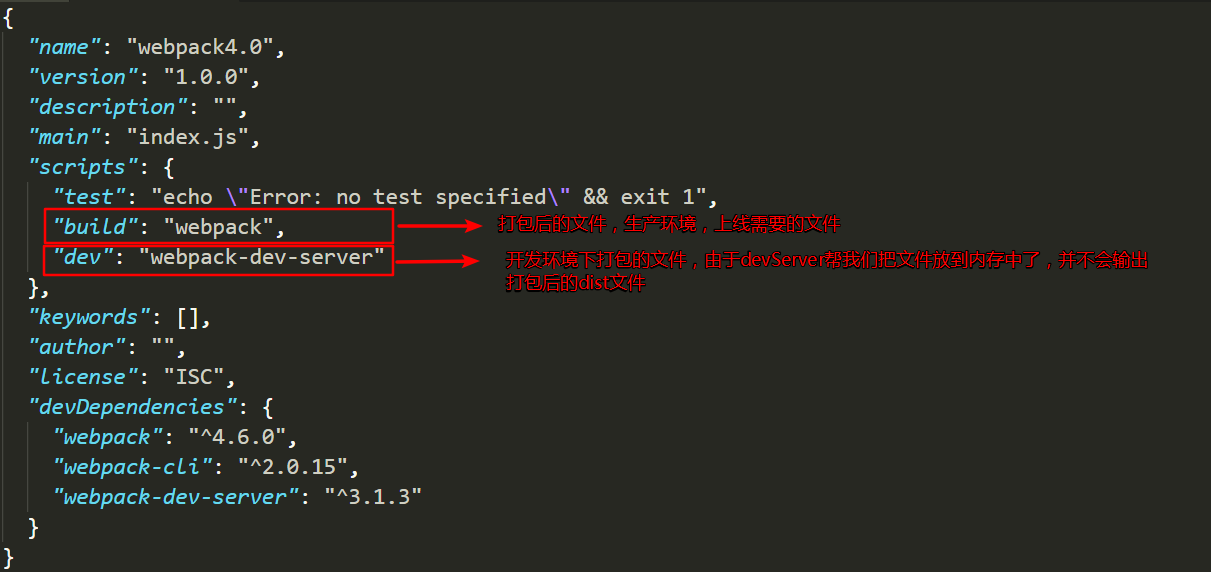 {
"name": "webpack4.0",
"version": "1.0.0",
"description": "",
"main": "index.js",
"scripts": {
"test": "echo \"Error: no test specified\" && exit 1",
"build": "webpack", 打包后的文件，生产环境，上线需要的文件
"dev": "webpack-dev-server" 开发环境下打包的文件，由于devServer帮我们把文件放到内存中了，并不会输出
打包后的dist文件
},
"keywords": [],
"author": "",
"license": "ISC",
"devDependencies": {
"webpack": "^4.6.0",
"webpack-cli": "^2.0.15",
"webpack-dev-server": "^3.1.3"
}
}